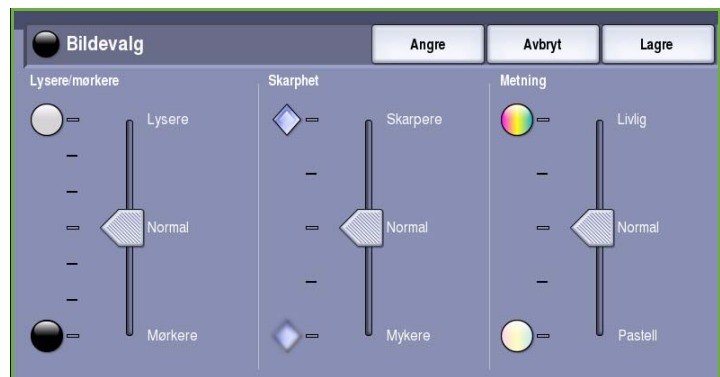 Bildevalg
Angre
Avbryt
Lagre
Lysere/mørkere
Lysere
Normal
Mørkere
Skarphet
Skarpere
Normal
Mykere
Metning
Livlig
Normal
Pastell